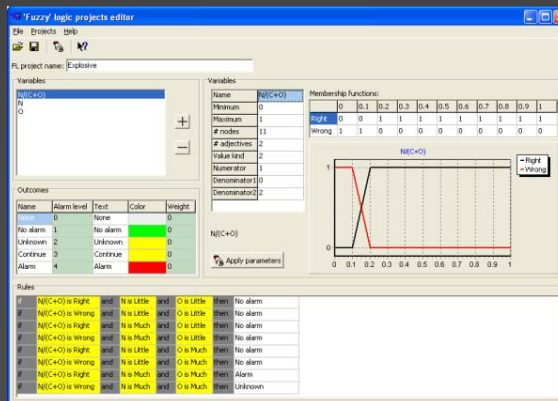 'Fuzzy' logic projects editor
File Projects Help
FL project name: Explosive
Variables
N/(C+O)
N
O
Outcomes
Name Alarm level Text Color Weight
None 0 None 0
No alarm 1 No alarm 0
Unknown 2 Unknown 0
Continue 3 Continue 0
Alarm 4 Alarm 0
Variables
Name N/(C+O)
Minimum 0
Maximum 1
# nodes 11
# adjectives 2
Value kind 2
Numerator 1
Denominator1 0
Denominator2 2
N/(C+O)
Apply parameters
Membership functions:
0 0.1 0.2 0.3 0.4 0.5 0.6 0.7 0.8 0.9 1
Right 0 0 1 1 1 1 1 1 1 1 1
Wrong 1 1 0 0 0 0 0 0 0 0 0
N/(C+O)
Right
Wrong
1
0
0 0.1 0.2 0.3 0.4 0.5 0.6 0.7 0.8 0.9 1
Rules
if N/(C+O) is Right and N is Little and O is Little then No alarm
if N/(C+O) is Wrong and N is Little and O is Little then No alarm
if N/(C+O) is Right and N is Much and O is Little then No alarm
if N/(C+O) is Wrong and N is Much and O is Little then No alarm
if N/(C+O) is Right and N is Little and O is Much then No alarm
if N/(C+O) is Wrong and N is Little and O is Much then No alarm
if N/(C+O) is Right and N is Much and O is Much then Alarm
if N/(C+O) is Wrong and N is Much and O is Much then Unknown